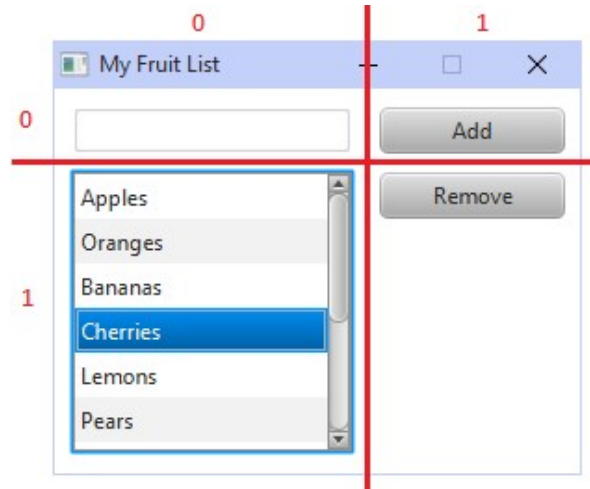 0 1
My Fruit List
0
Add
Apples
Remove
Oranges
Bananas
1
Cherries
Lemons
Pears